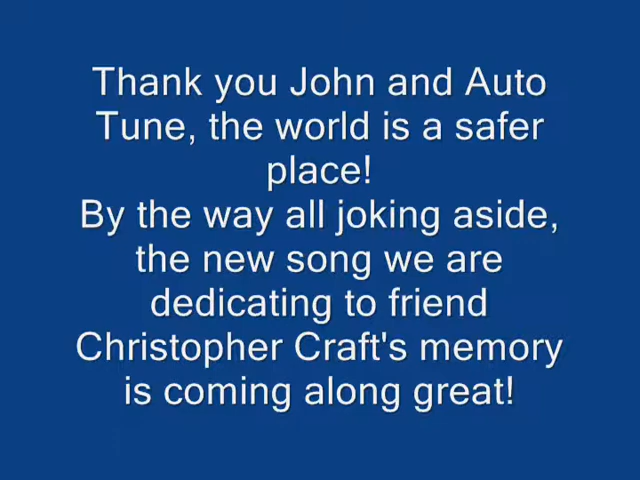 Thank you John and Auto
Tune, the world is a safer
place!
By the way all joking aside,
the new song we are
dedicating to friend
Christopher Craft's memory
is coming along great!